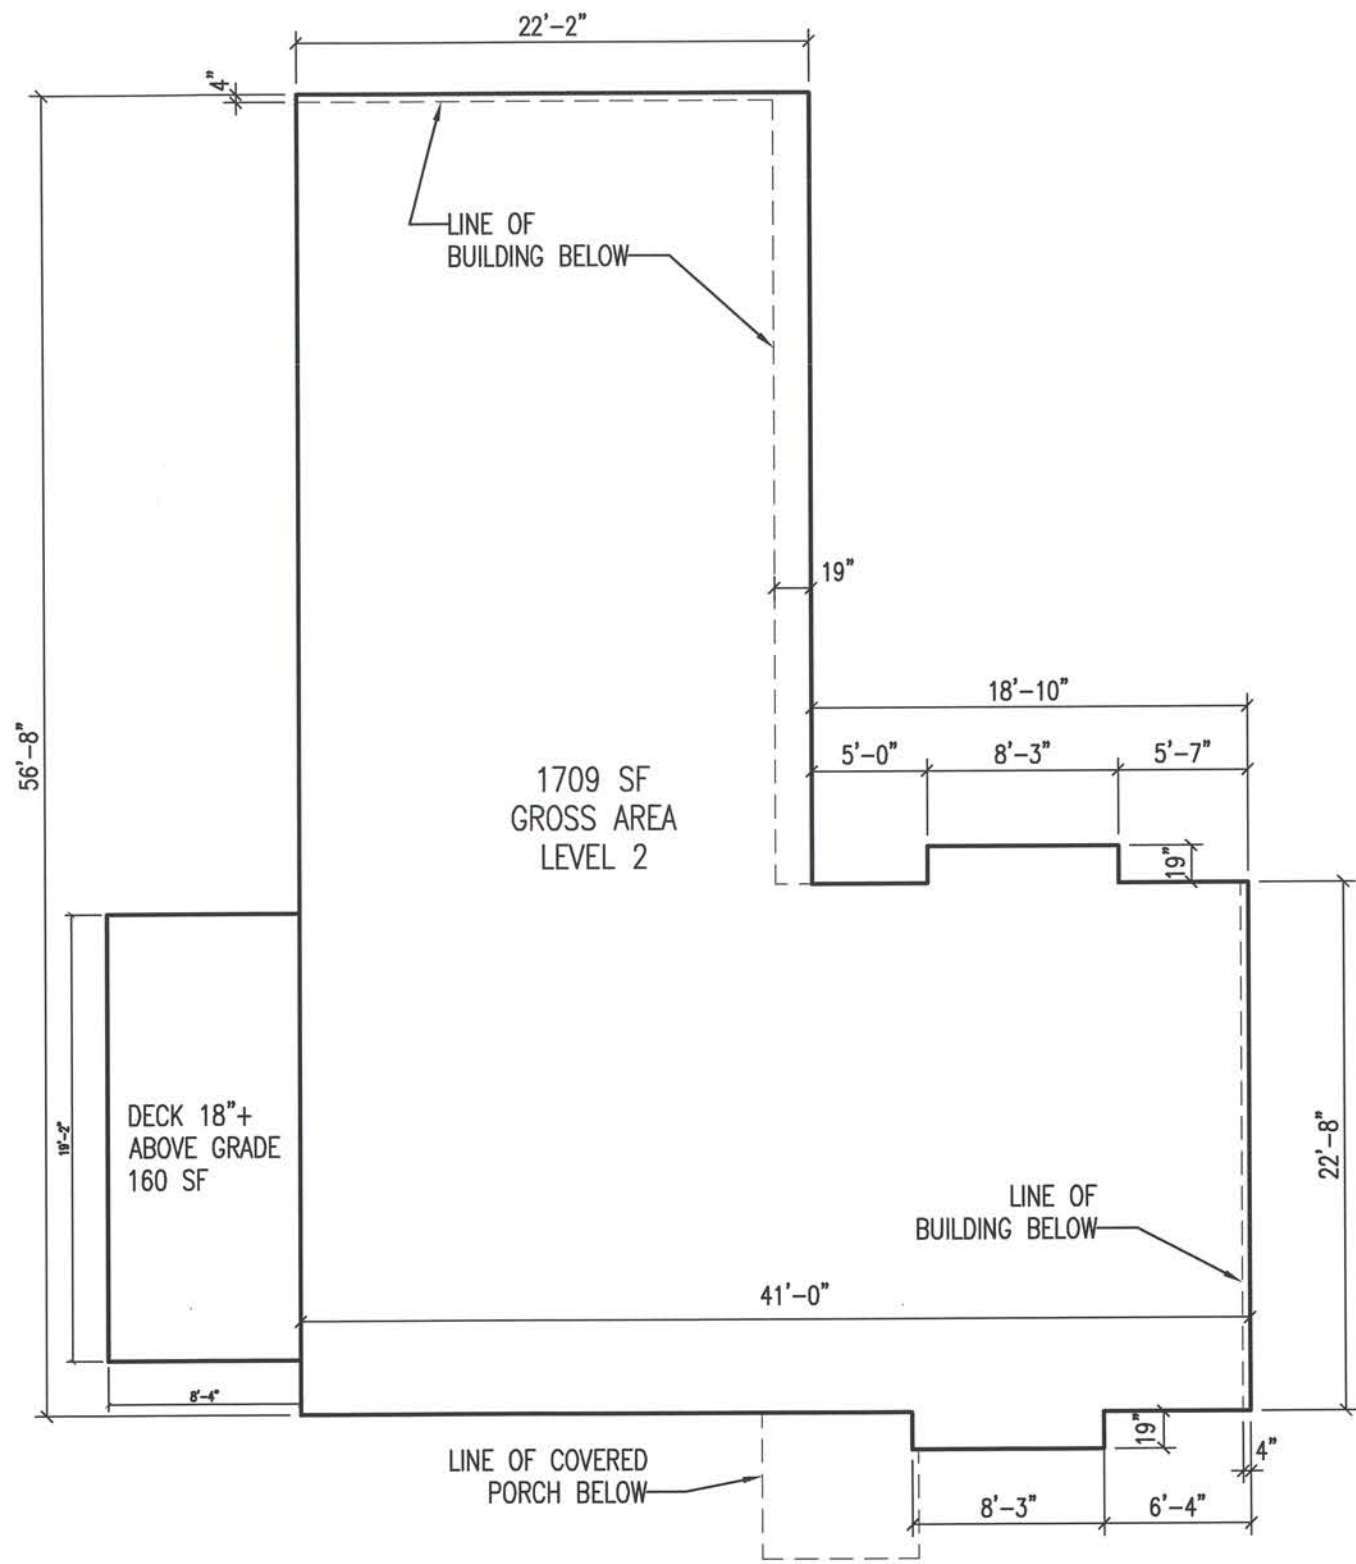 22'-2"
4"
LINE OF
BUILDING BELOW
19"
18'-10"
5'-0" 8'-3" 5'-7"
56'-8"
1709 SF
GROSS AREA
LEVEL 2
19"
19'-2"
DECK 18"+
ABOVE GRADE
160 SF
22'-8"
LINE OF
BUILDING BELOW
41'-0"
8'-4"
19"
4"
LINE OF COVERED
PORCH BELOW
8'-3" 6'-4"